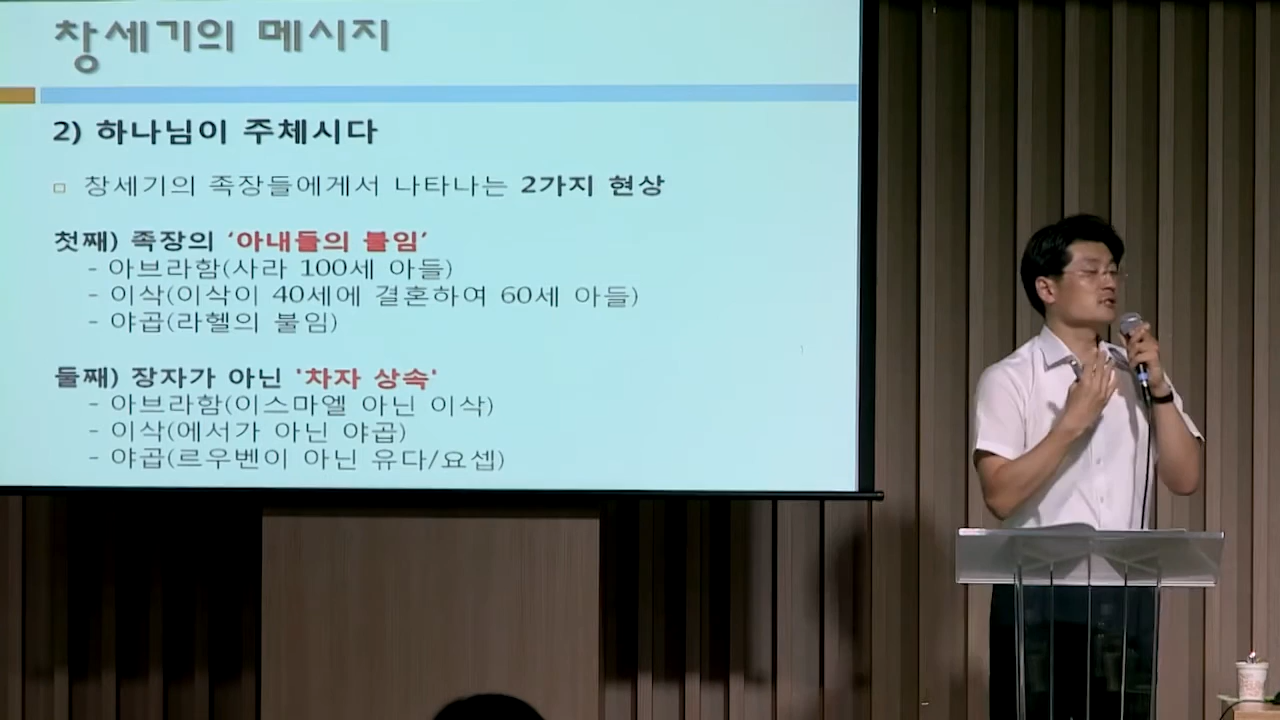 창세기의 메시지
2) 하나님이 주체시다
창세기의 족장들에게서 나타나는 2가지 현상
첫째) 족장의 ‘아내들의 불임’
- 아브라함(사라 100세 아들)
- 이삭(이삭이 40세에 결혼하여 60세 아들)
- 야곱(라헬의 불임)
둘째) 장자가 아닌 '차자 상속'
- 아브라함(이스마엘 아닌 이삭)
- 이삭(에서가 아닌 야곱)
- 야곱(르우벤이 아닌 유다/요셉)